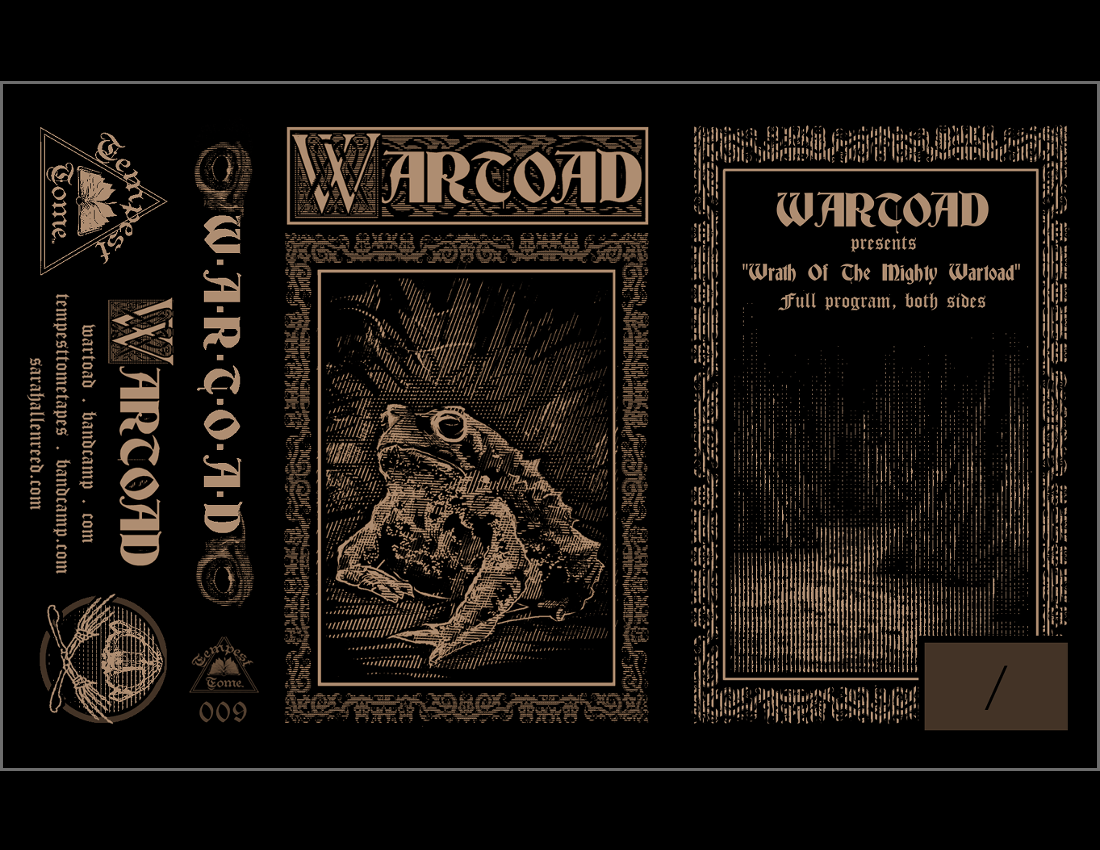 Tempest
Tome.
WARTOAD
wartoad . bandcamp . com
tempesttometapes . bandcamp.com
sarahallenreed.com
W·A·R·T·O·A·D
Tempest
Tome.
009
WARTOAD
WARTOAD
presents
"Wrath Of The Mighty Wartoad"
Full program, both sides
/